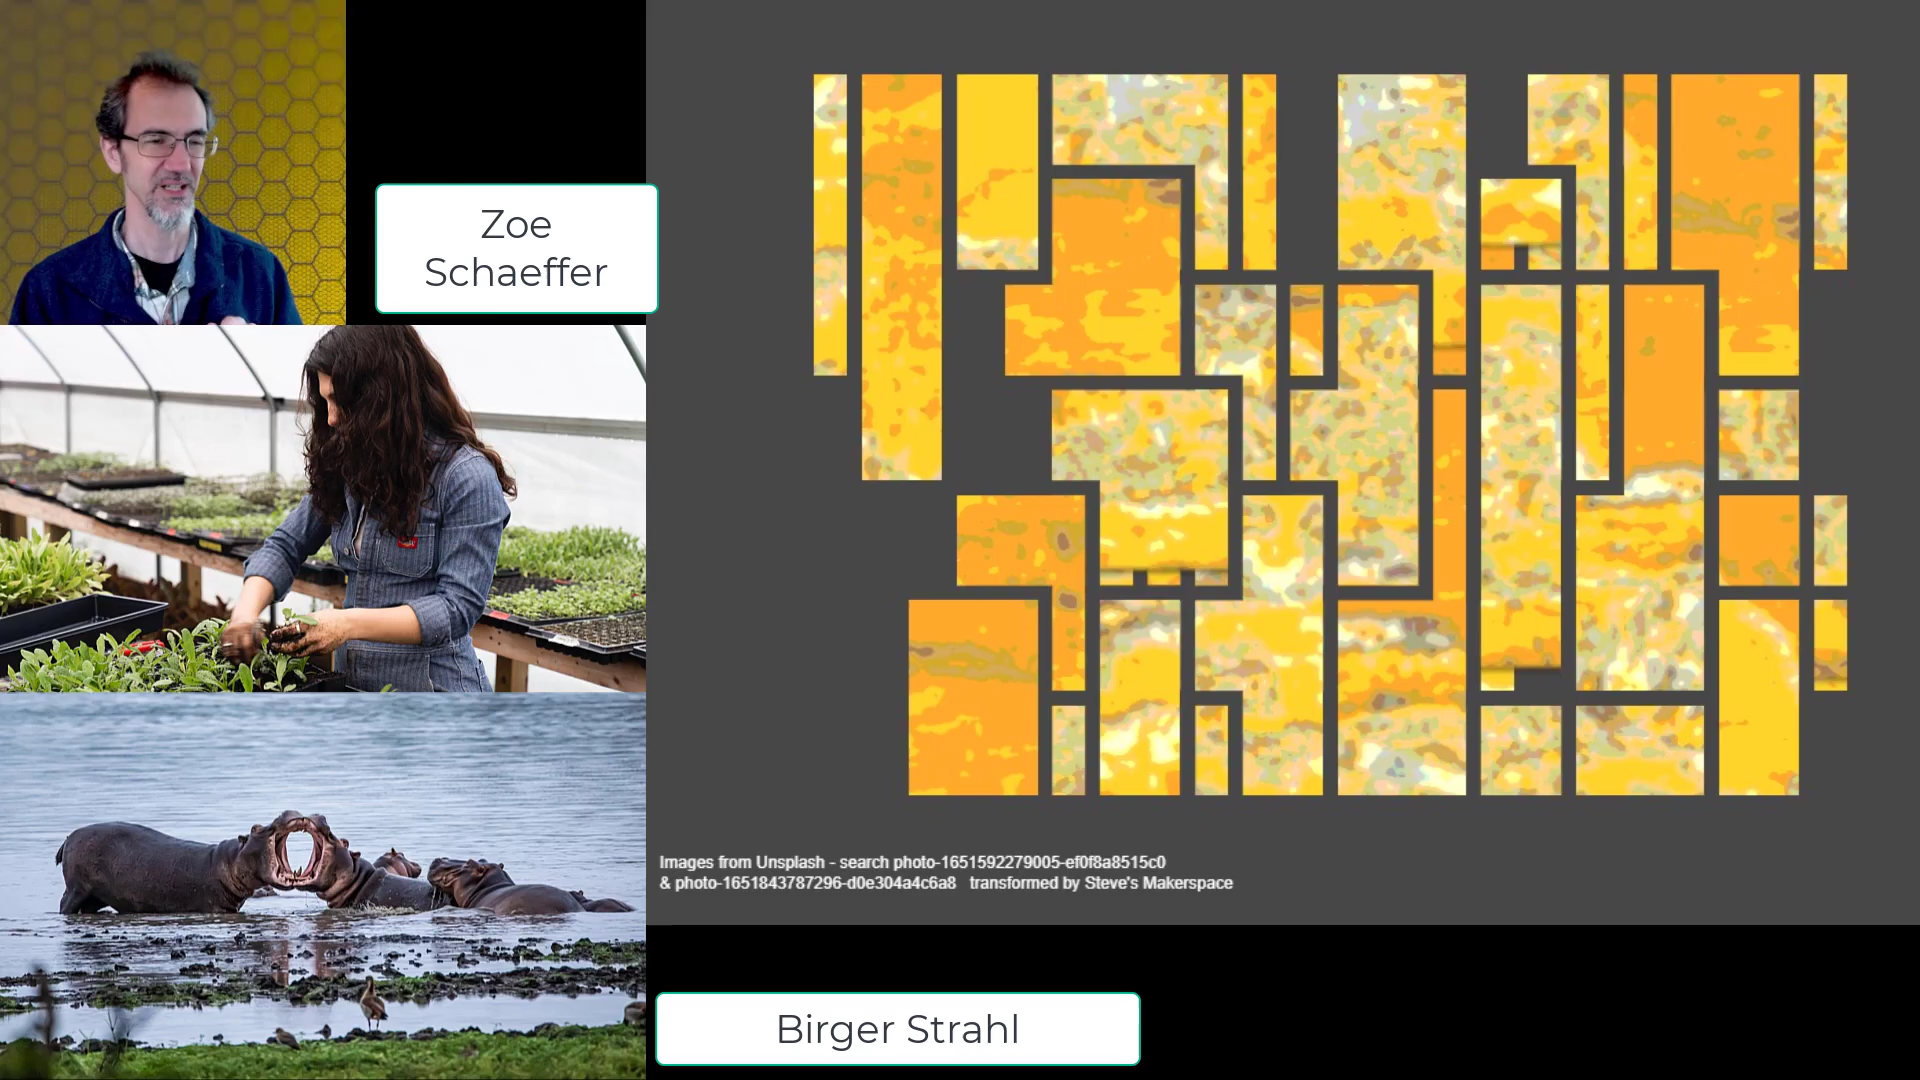 Zoe
Schaeffer
Images from Unsplash - search photo-1651592279005-ef0f8a8515c0
& photo-1651843787296-d0e304a4c6a8 transformed by Steve's Makerspace
Birger Strahl